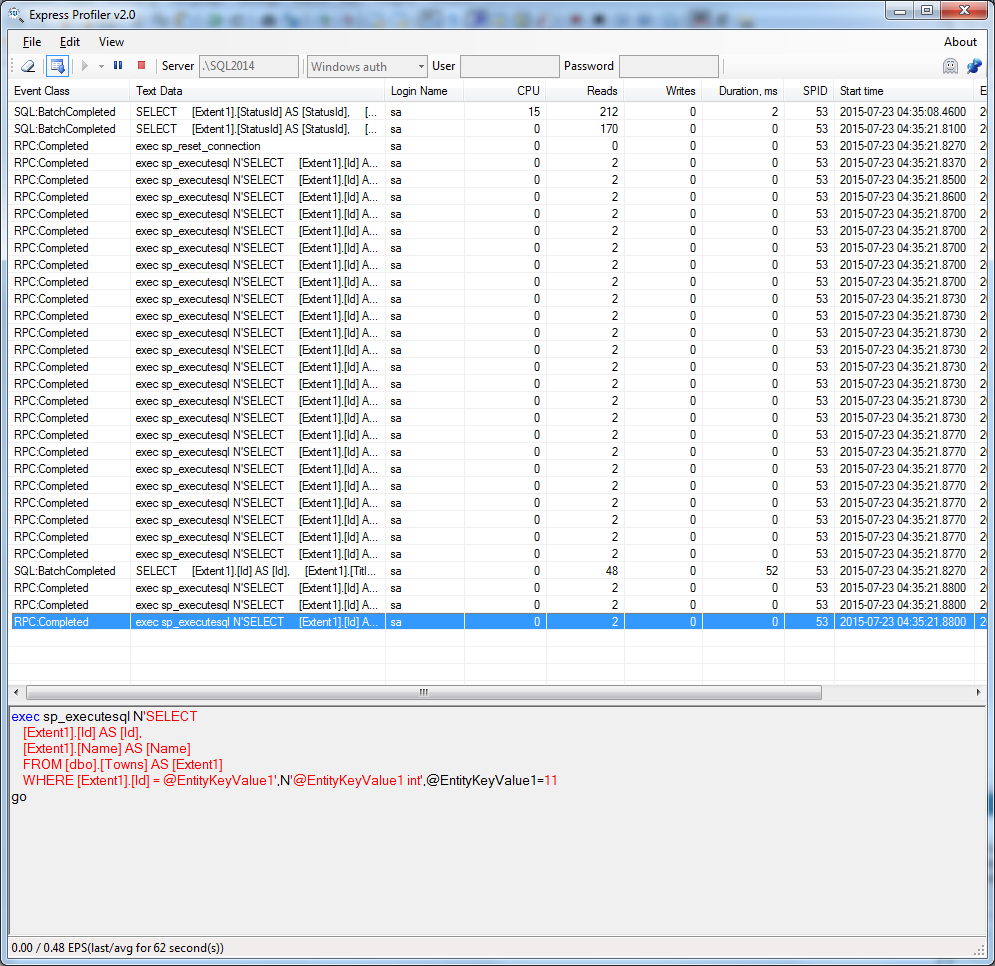 Express Profiler v2.0
File Edit View About
Server .\SQL2014 Windows auth User Password
Event Class Text Data Login Name CPU Reads Writes Duration, ms SPID Start time E
SQL:BatchCompleted SELECT [Extent1].[StatusId] AS [StatusId], [... sa 15 212 0 2 53 2015-07-23 04:35:08.4600 20
SQL:BatchCompleted SELECT [Extent1].[StatusId] AS [StatusId], [... sa 0 170 0 0 53 2015-07-23 04:35:21.8100 20
RPC:Completed exec sp_reset_connection sa 0 0 0 0 53 2015-07-23 04:35:21.8270 20
RPC:Completed exec sp_executesql N'SELECT [Extent1].[Id] A... sa 0 2 0 0 53 2015-07-23 04:35:21.8370 20
RPC:Completed exec sp_executesql N'SELECT [Extent1].[Id] A... sa 0 2 0 0 53 2015-07-23 04:35:21.8500 20
RPC:Completed exec sp_executesql N'SELECT [Extent1].[Id] A... sa 0 2 0 0 53 2015-07-23 04:35:21.8600 20
RPC:Completed exec sp_executesql N'SELECT [Extent1].[Id] A... sa 0 2 0 0 53 2015-07-23 04:35:21.8700 20
RPC:Completed exec sp_executesql N'SELECT [Extent1].[Id] A... sa 0 2 0 0 53 2015-07-23 04:35:21.8700 20
RPC:Completed exec sp_executesql N'SELECT [Extent1].[Id] A... sa 0 2 0 0 53 2015-07-23 04:35:21.8700 20
RPC:Completed exec sp_executesql N'SELECT [Extent1].[Id] A... sa 0 2 0 0 53 2015-07-23 04:35:21.8700 20
RPC:Completed exec sp_executesql N'SELECT [Extent1].[Id] A... sa 0 2 0 0 53 2015-07-23 04:35:21.8700 20
RPC:Completed exec sp_executesql N'SELECT [Extent1].[Id] A... sa 0 2 0 0 53 2015-07-23 04:35:21.8730 20
RPC:Completed exec sp_executesql N'SELECT [Extent1].[Id] A... sa 0 2 0 0 53 2015-07-23 04:35:21.8730 20
RPC:Completed exec sp_executesql N'SELECT [Extent1].[Id] A... sa 0 2 0 0 53 2015-07-23 04:35:21.8730 20
RPC:Completed exec sp_executesql N'SELECT [Extent1].[Id] A... sa 0 2 0 0 53 2015-07-23 04:35:21.8730 20
RPC:Completed exec sp_executesql N'SELECT [Extent1].[Id] A... sa 0 2 0 0 53 2015-07-23 04:35:21.8730 20
RPC:Completed exec sp_executesql N'SELECT [Extent1].[Id] A... sa 0 2 0 0 53 2015-07-23 04:35:21.8730 20
RPC:Completed exec sp_executesql N'SELECT [Extent1].[Id] A... sa 0 2 0 0 53 2015-07-23 04:35:21.8730 20
RPC:Completed exec sp_executesql N'SELECT [Extent1].[Id] A... sa 0 2 0 0 53 2015-07-23 04:35:21.8730 20
RPC:Completed exec sp_executesql N'SELECT [Extent1].[Id] A... sa 0 2 0 0 53 2015-07-23 04:35:21.8770 20
RPC:Completed exec sp_executesql N'SELECT [Extent1].[Id] A... sa 0 2 0 0 53 2015-07-23 04:35:21.8770 20
RPC:Completed exec sp_executesql N'SELECT [Extent1].[Id] A... sa 0 2 0 0 53 2015-07-23 04:35:21.8770 20
RPC:Completed exec sp_executesql N'SELECT [Extent1].[Id] A... sa 0 2 0 0 53 2015-07-23 04:35:21.8770 20
RPC:Completed exec sp_executesql N'SELECT [Extent1].[Id] A... sa 0 2 0 0 53 2015-07-23 04:35:21.8770 20
RPC:Completed exec sp_executesql N'SELECT [Extent1].[Id] A... sa 0 2 0 0 53 2015-07-23 04:35:21.8770 20
RPC:Completed exec sp_executesql N'SELECT [Extent1].[Id] A... sa 0 2 0 0 53 2015-07-23 04:35:21.8770 20
RPC:Completed exec sp_executesql N'SELECT [Extent1].[Id] A... sa 0 2 0 0 53 2015-07-23 04:35:21.8770 20
SQL:BatchCompleted SELECT [Extent1].[Id] AS [Id], [Extent1].[Titl... sa 0 48 0 52 53 2015-07-23 04:35:21.8270 20
RPC:Completed exec sp_executesql N'SELECT [Extent1].[Id] A... sa 0 2 0 0 53 2015-07-23 04:35:21.8800 20
RPC:Completed exec sp_executesql N'SELECT [Extent1].[Id] A... sa 0 2 0 0 53 2015-07-23 04:35:21.8800 20
RPC:Completed exec sp_executesql N'SELECT [Extent1].[Id] A... sa 0 2 0 0 53 2015-07-23 04:35:21.8800 20
exec sp_executesql N'SELECT
[Extent1].[Id] AS [Id],
[Extent1].[Name] AS [Name]
FROM [dbo].[Towns] AS [Extent1]
WHERE [Extent1].[Id] = @EntityKeyValue1',N'@EntityKeyValue1 int',@EntityKeyValue1=11
go
0.00 / 0.48 EPS(last/avg for 62 second(s))